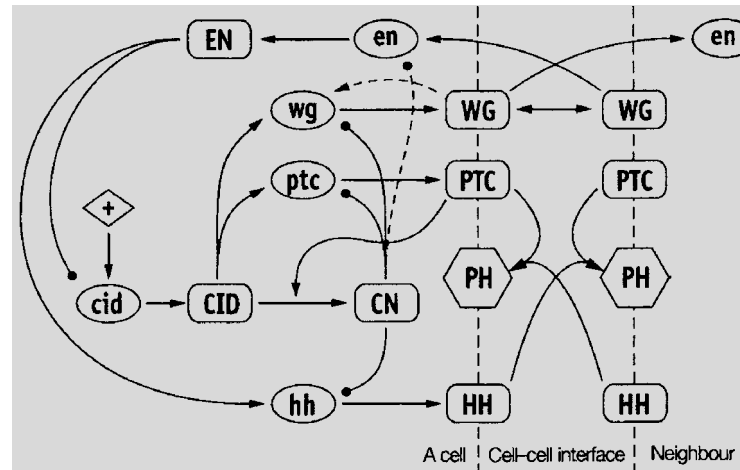 EN en en
wg WG WG
ptc PTC PTC
+
PH PH
cid CID CN
hh HH HH
A cell Cell–cell interface Neighbour